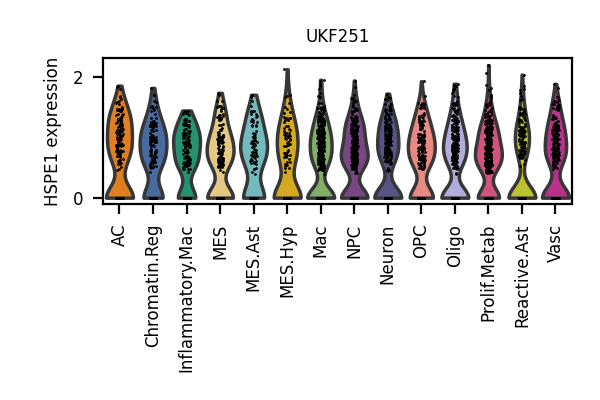 UKF251
HSPE1 expression
2
0
AC
Chromatin.Reg
Inflammatory.Mac
MES
MES.Ast
MES.Hyp
Mac
NPC
Neuron
OPC
Oligo
Prolif.Metab
Reactive.Ast
Vasc